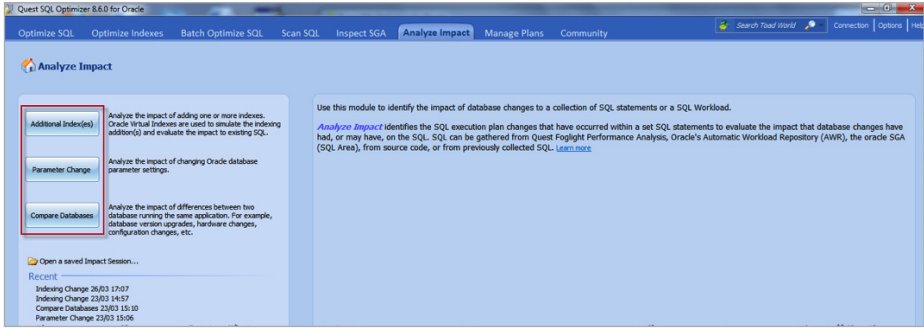 Quest SQL Optimizer 8.6.0 for Oracle
Optimize SQL Optimize Indexes Batch Optimize SQL Scan SQL Inspect SGA Analyze Impact Manage Plans Community Search Toad World Connection Options Help
Analyze Impact
Additional Index(es)
Analyze the impact of adding one or more indexes.
Oracle Virtual Indexes are used to simulate the indexing
addition(s) and evaluate the impact to existing SQL.
Parameter Change
Analyze the impact of changing Oracle database
parameter settings.
Compare Databases
Analyze the impact of differences between two
database running the same application. For example,
database version upgrades, hardware changes,
configuration changes, etc.
Open a saved Impact Session...
Recent
Indexing Change 26/03 17:07
Indexing Change 23/03 14:57
Compare Databases 23/03 15:10
Parameter Change 23/03 15:06
Use this module to identify the impact of database changes to a collection of SQL statements or a SQL Workload.
Analyze Impact identifies the SQL execution plan changes that have occurred within a set SQL statements to evaluate the impact that database changes have
had, or may have, on the SQL. SQL can be gathered from Quest Foglight Performance Analysis, Oracle's Automatic Workload Repository (AWR), the oracle SGA
(SQL Area), from source code, or from previously collected SQL. Learn more